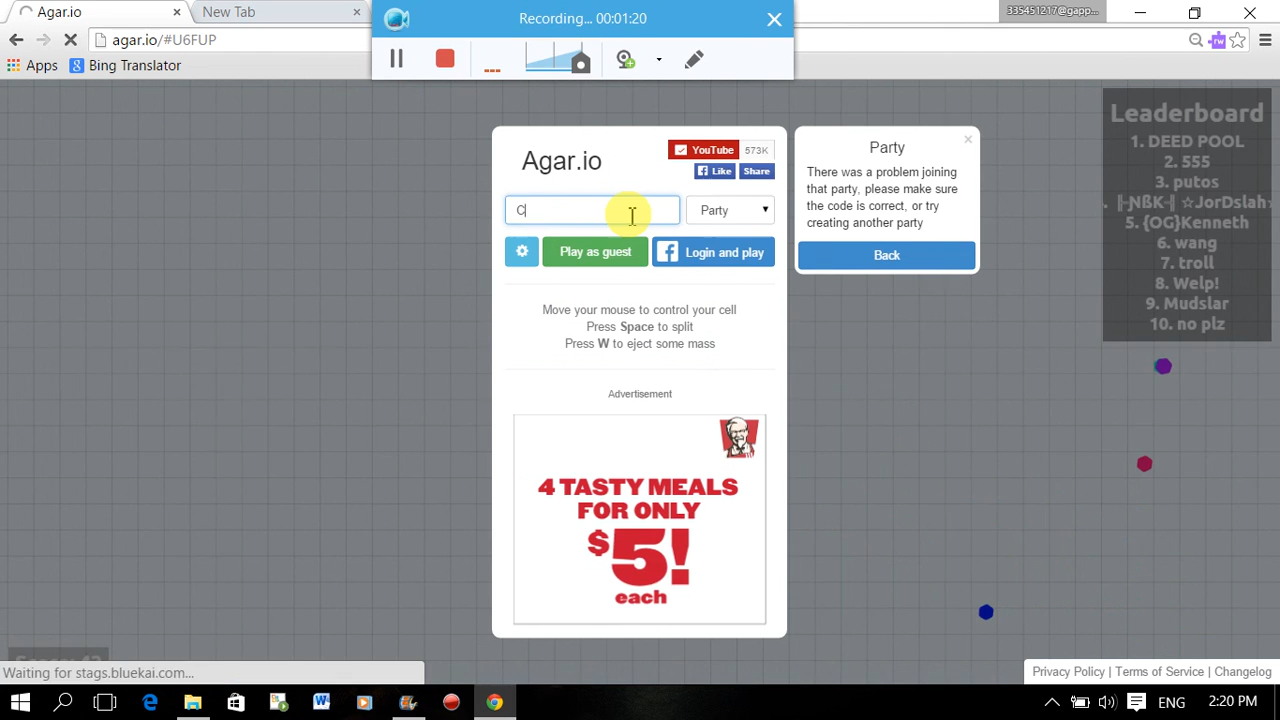 Agar.io
New Tab
Recording... 00:01:20
335451217@gapp...
agar.io/#U6FUP
Apps
Bing Translator
Agar.io
YouTube 573K
Like Share
C
Party
Play as guest
Login and play
Move your mouse to control your cell
Press Space to split
Press W to eject some mass
Advertisement
4 TASTY MEALS
FOR ONLY
$5!
each
Party
There was a problem joining
that party, please make sure
the code is correct, or try
creating another party
Back
Leaderboard
1. DEED POOL
2. 555
3. putos
☆JorDslah
5. {OG}Kenneth
6. wang
7. troll
8. Welp!
9. Mudslar
10. no plz
Waiting for stags.bluekai.com...
Privacy Policy | Terms of Service | Changelog
ENG
2:20 PM